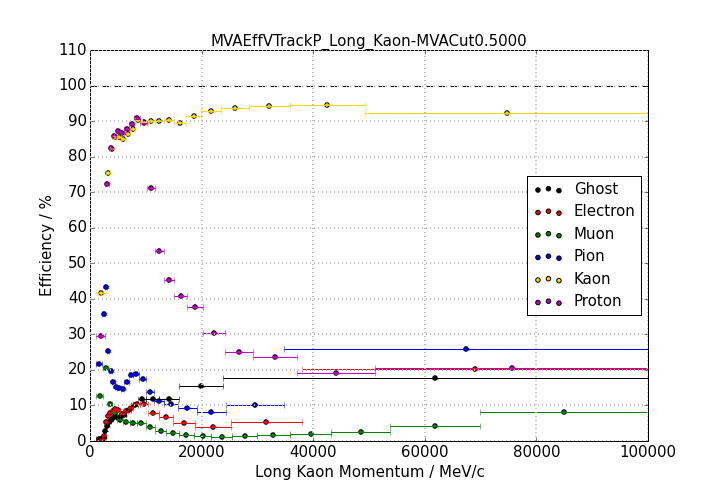 MVAEffVTrackP_Long_Kaon-MVACut0.5000
110
100
90
80
70
60
50
40
30
20
10
0
Efficiency / %
Ghost
Electron
Muon
Pion
Kaon
Proton
0 20000 40000 60000 80000 100000
Long Kaon Momentum / MeV/c